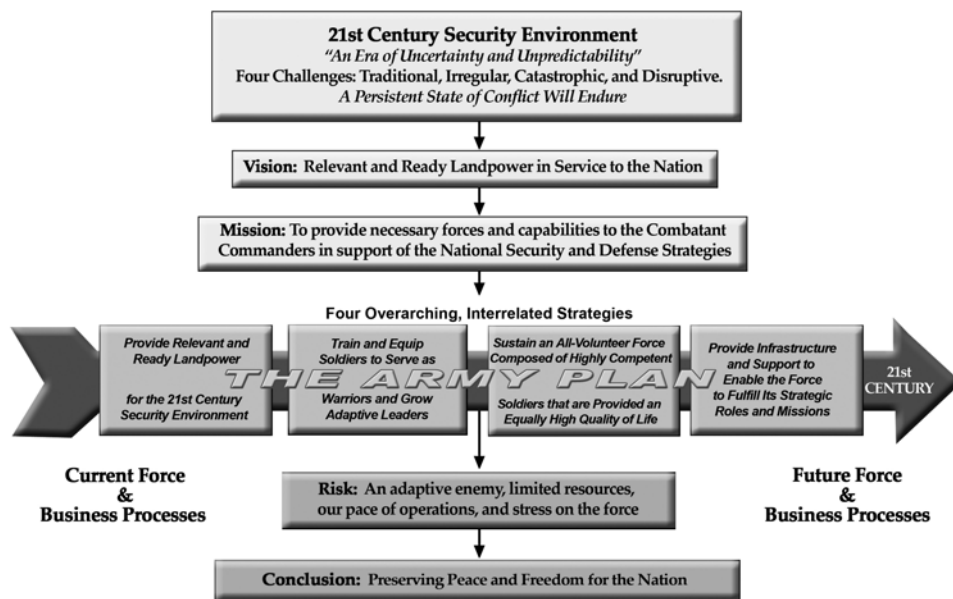 21st Century Security Environment
“An Era of Uncertainty and Unpredictability”
Four Challenges: Traditional, Irregular, Catastrophic, and Disruptive.
A Persistent State of Conflict Will Endure
Vision: Relevant and Ready Landpower in Service to the Nation
Mission: To provide necessary forces and capabilities to the Combatant
Commanders in support of the National Security and Defense Strategies
Four Overarching, Interrelated Strategies
Provide Relevant and
Ready Landpower
for the 21st Century
Security Environment
Train and Equip
Soldiers to Serve as
Warriors and Grow
Adaptive Leaders
Sustain an All-Volunteer Force
Composed of Highly Competent
Soldiers that are Provided an
Equally High Quality of Life
Provide Infrastructure
and Support to
Enable the Force
to Fulfill Its Strategic
Roles and Missions
THE ARMY PLAN
21st
CENTURY
Current Force
&
Business Processes
Future Force
&
Business Processes
Risk: An adaptive enemy, limited resources,
our pace of operations, and stress on the force
Conclusion: Preserving Peace and Freedom for the Nation